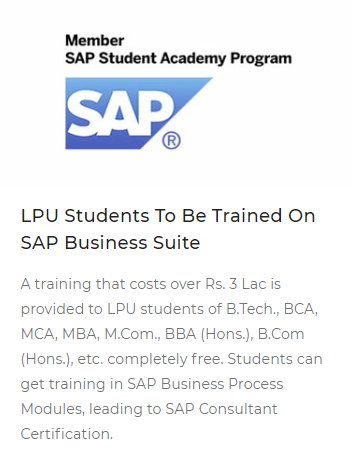 Member
SAP Student Academy Program
SAP®
LPU Students To Be Trained On
SAP Business Suite
A training that costs over Rs. 3 Lac is
provided to LPU students of B.Tech., BCA,
MCA, MBA, M.Com., BBA (Hons.), B.Com
(Hons.), etc. completely free. Students can
get training in SAP Business Process
Modules, leading to SAP Consultant
Certification.